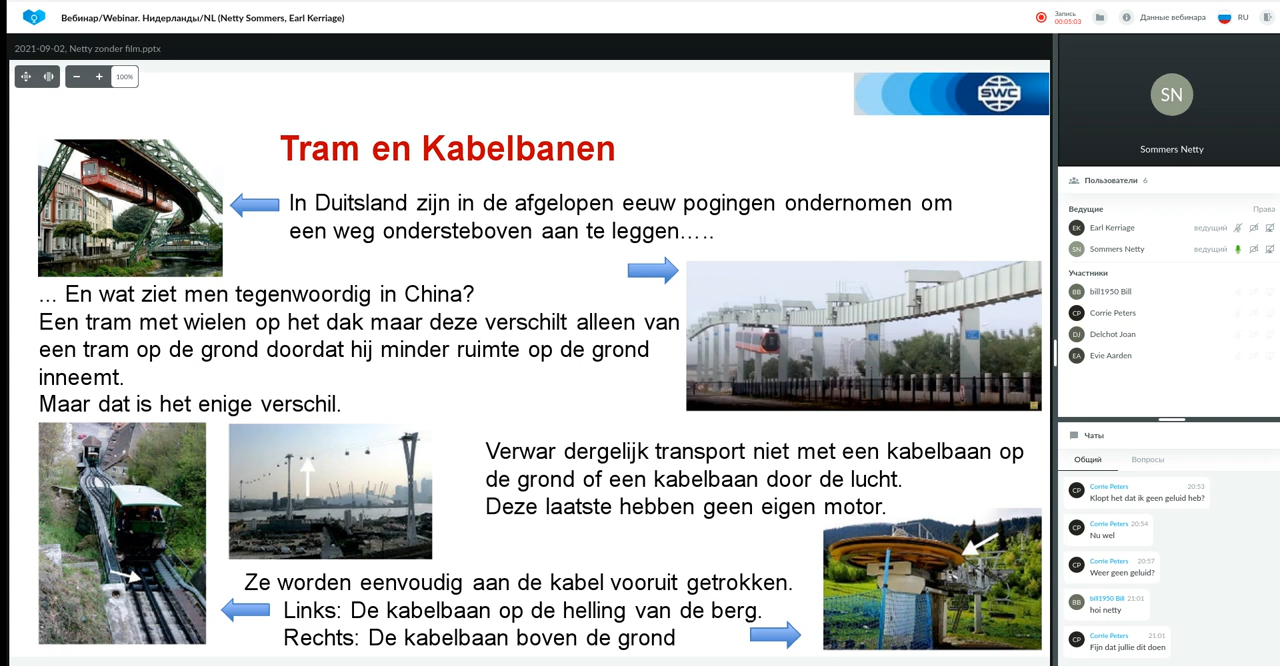 Вебинар/Webinar. Нидерланды/NL (Netty Sommers, Earl Kerriage)
Запись
00:05:03
Данные вебинара
RU
2021-09-02, Netty zonder film.pptx
100%
SWC
Tram en Kabelbanen
In Duitsland zijn in de afgelopen eeuw pogingen ondernomen om
een weg ondersteboven aan te leggen…..
... En wat ziet men tegenwoordig in China?
Een tram met wielen op het dak maar deze verschilt alleen van
een tram op de grond doordat hij minder ruimte op de grond
inneemt.
Maar dat is het enige verschil.
Verwar dergelijk transport niet met een kabelbaan op
de grond of een kabelbaan door de lucht.
Deze laatste hebben geen eigen motor.
Ze worden eenvoudig aan de kabel vooruit getrokken.
Links: De kabelbaan op de helling van de berg.
Rechts: De kabelbaan boven de grond
SN
Sommers Netty
Пользователи 6
Ведущие Права
EK Earl Kerriage ведущий
SN Sommers Netty ведущий
Участники
BB bill1950 Bill
CP Corrie Peters
DJ Delchot Joan
EA Evie Aarden
Чаты
Общий Вопросы
CP Corrie Peters 20:53
Klopt het dat ik geen geluid heb?
CP Corrie Peters 20:54
Nu wel
CP Corrie Peters 20:57
Weer geen geluid?
BB bill1950 Bill 21:01
hoi netty
CP Corrie Peters 21:01
Fijn dat jullie dit doen